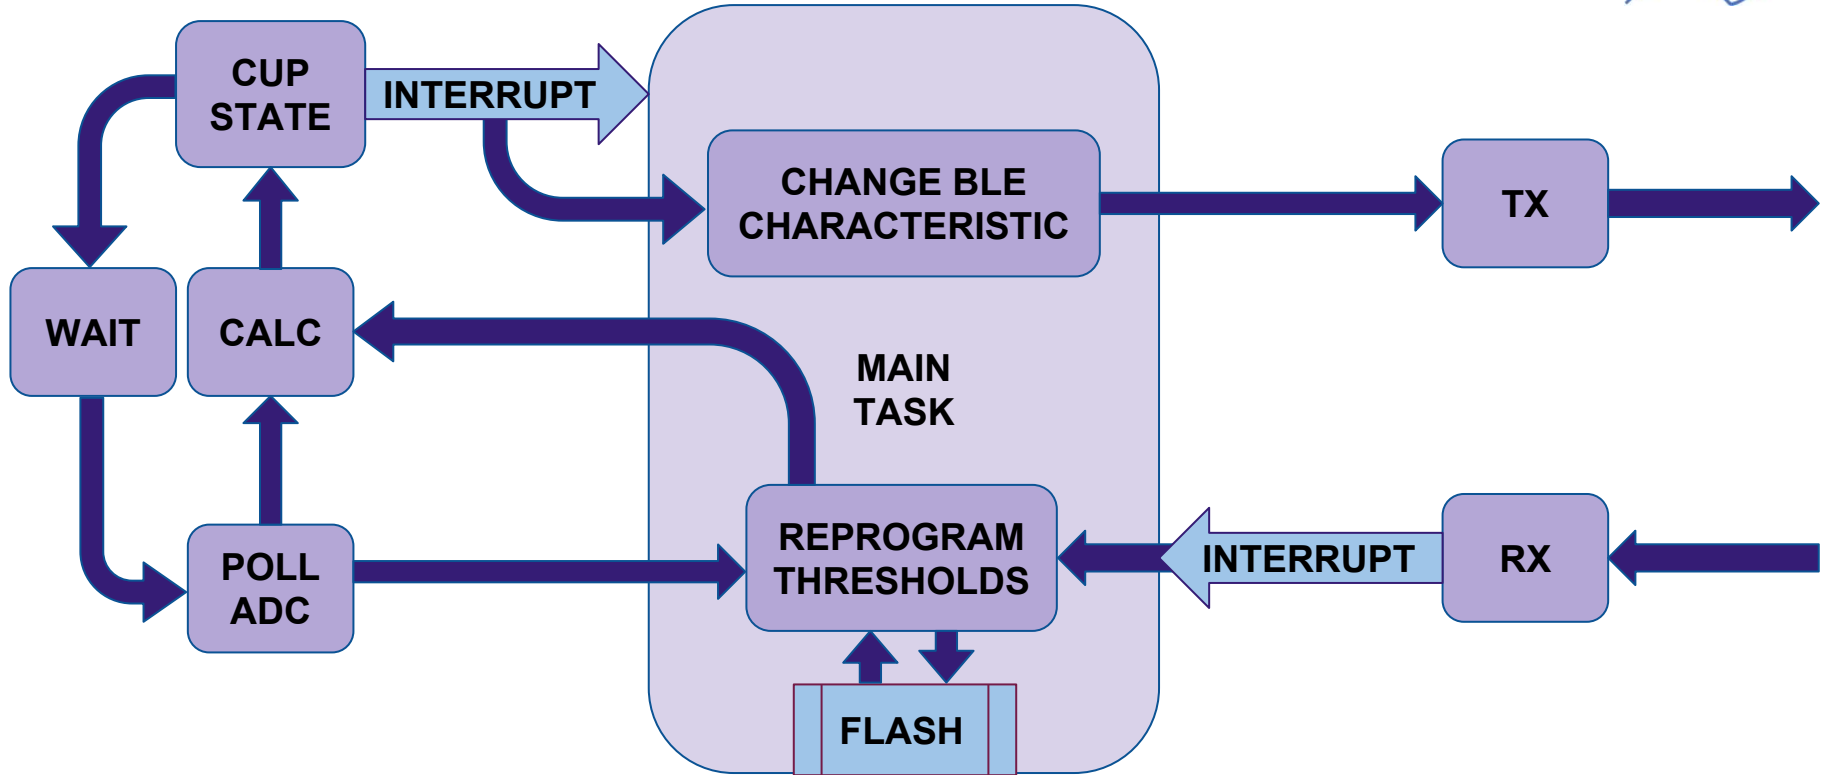 CUP
STATE
INTERRUPT
CHANGE BLE
CHARACTERISTIC
TX
WAIT
CALC
MAIN
TASK
POLL
ADC
REPROGRAM
THRESHOLDS
INTERRUPT
RX
FLASH